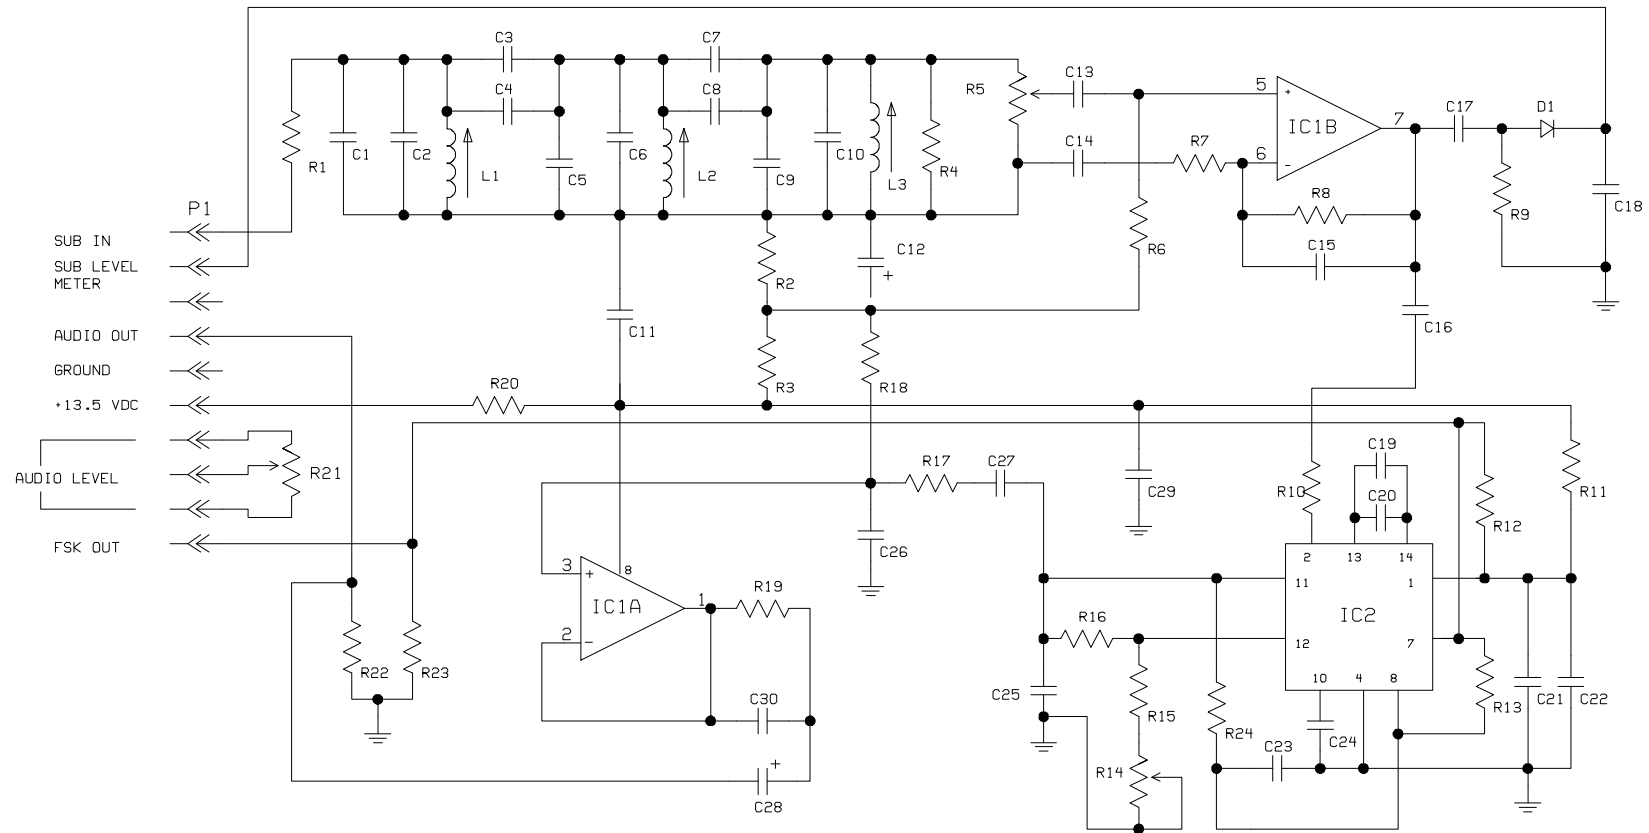 C3
C7
C4
C8
R5
C13
5
+
IC1B
7
C17
D1
R1
C1
C2
L1
C5
C6
L2
C9
C10
L3
R4
C14
R7
6
-
R8
R9
C18
P1
SUB IN
SUB LEVEL
METER
R2
C12
+
R6
C15
C11
C16
AUDIO OUT
GROUND
+13.5 VDC
R20
R3
R18
AUDIO LEVEL
R21
R17
C27
C29
R10
C19
C20
R12
R11
FSK OUT
C26
3
+
8
IC1A
1
2
-
R19
2
13
14
11
1
IC2
12
7
10
4
8
R16
R22
R23
C30
+
C28
C25
R15
R14
R24
C23
C24
R13
C21
C22